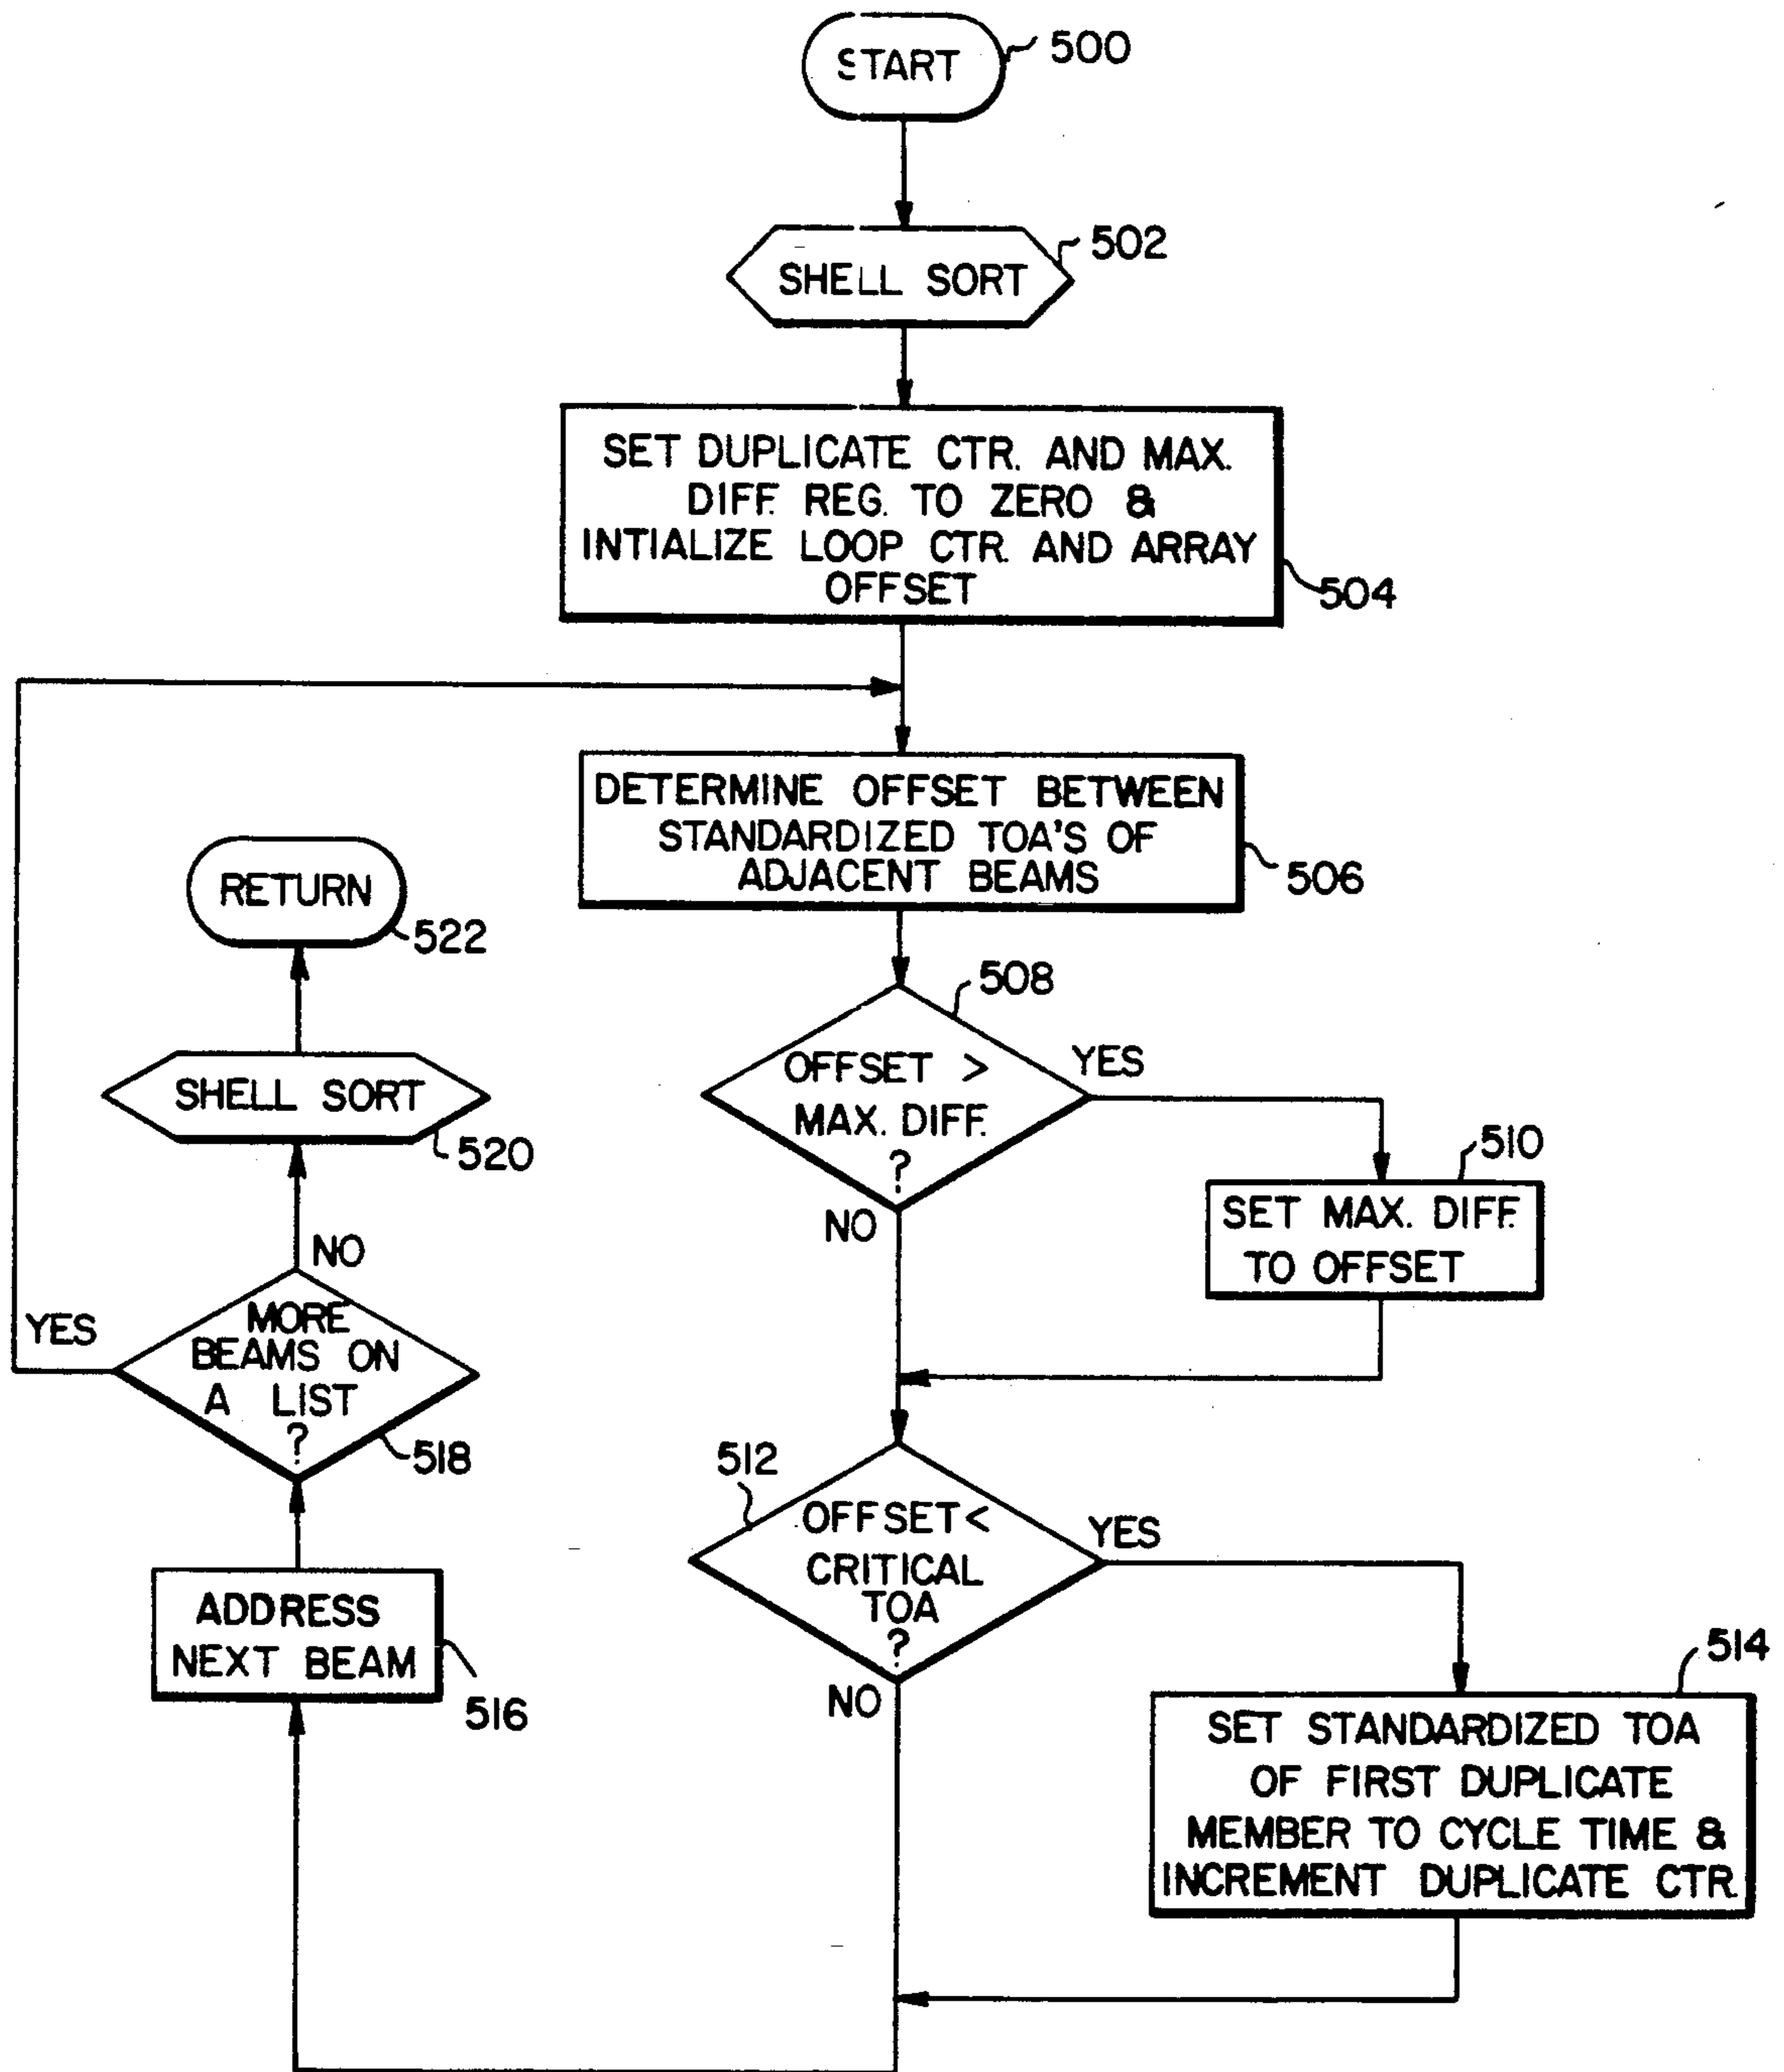 START
500
SHELL SORT
502
SET DUPLICATE CTR. AND MAX.
DIFF. REG. TO ZERO &
INTIALIZE LOOP CTR. AND ARRAY
OFFSET
504
DETERMINE OFFSET BETWEEN
STANDARDIZED TOA'S OF
ADJACENT BEAMS
506
OFFSET >
MAX. DIFF.
?
508
YES
NO
SET MAX. DIFF.
TO OFFSET
510
OFFSET <
CRITICAL
TOA
?
512
YES
NO
SET STANDARDIZED TOA
OF FIRST DUPLICATE
MEMBER TO CYCLE TIME &
INCREMENT DUPLICATE CTR.
514
ADDRESS
NEXT BEAM
516
MORE
BEAMS ON
A LIST
?
518
YES
NO
SHELL SORT
520
RETURN
522